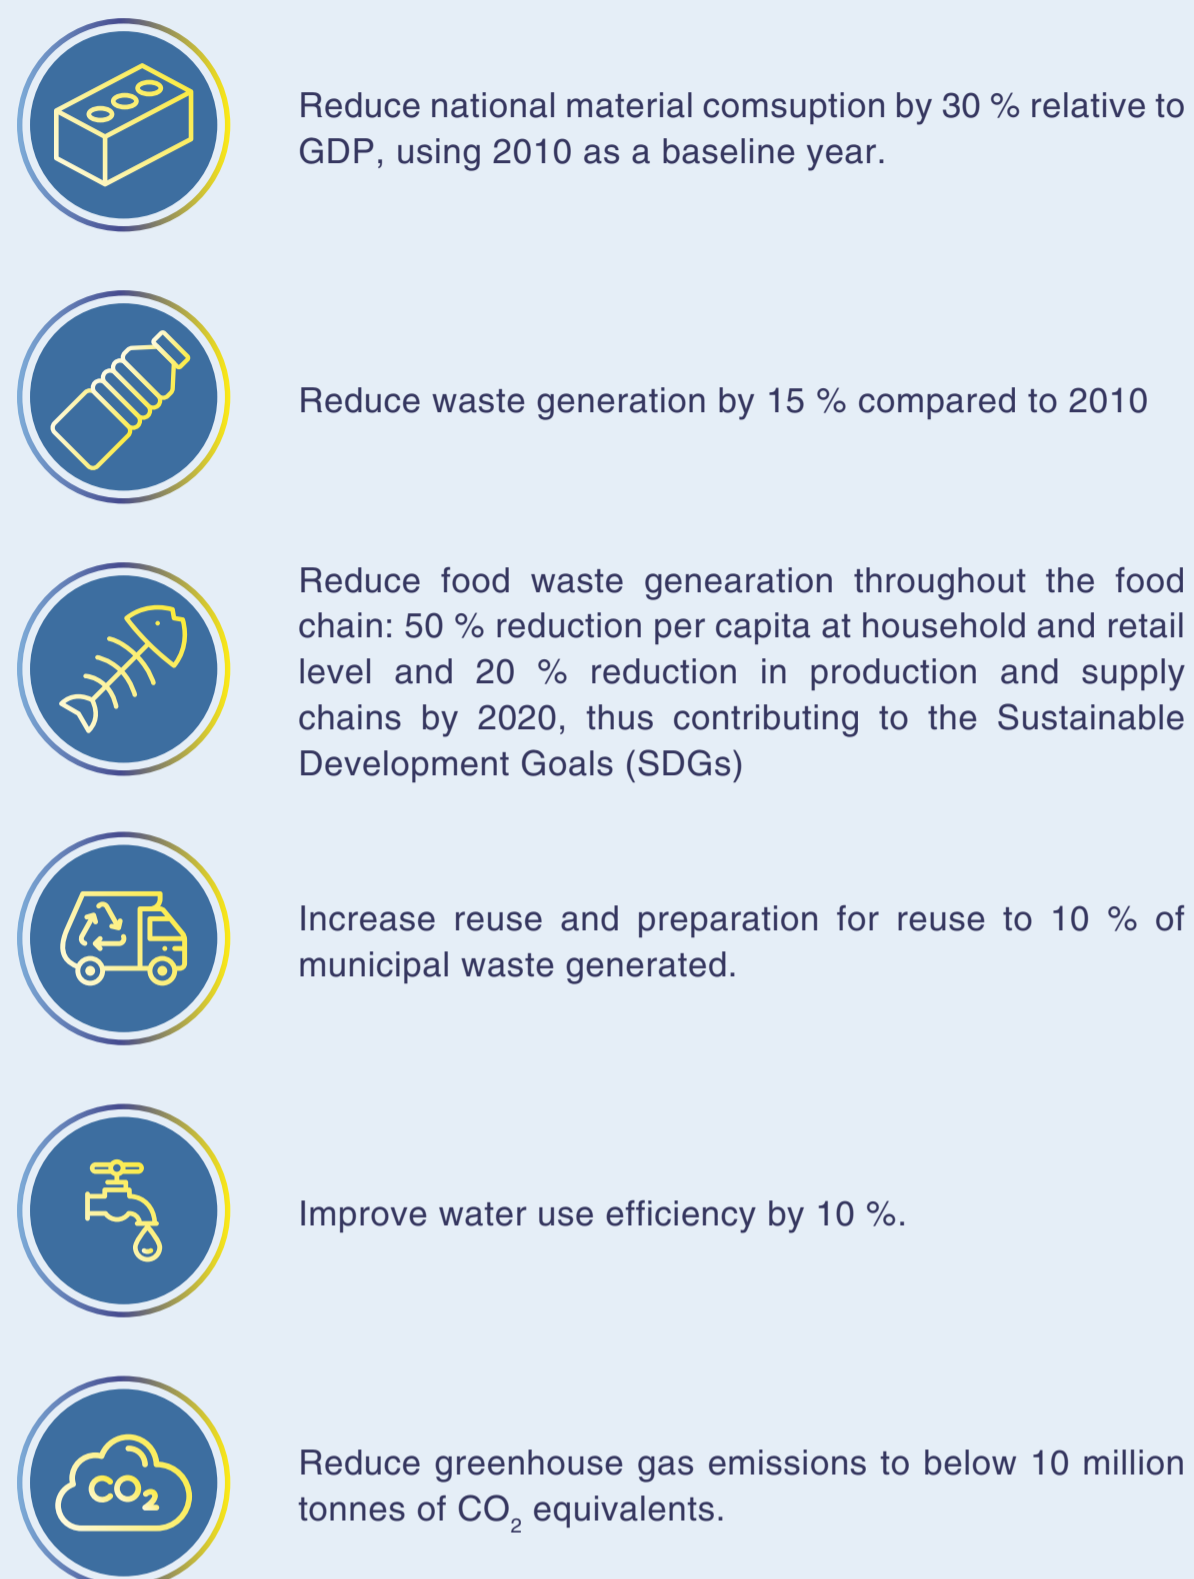 Reduce national material comsuption by 30 % relative to
GDP, using 2010 as a baseline year.
Reduce waste generation by 15 % compared to 2010
Reduce food waste genearation throughout the food
chain: 50 % reduction per capita at household and retail
level and 20 % reduction in production and supply
chains by 2020, thus contributing to the Sustainable
Development Goals (SDGs)
Increase reuse and preparation for reuse to 10 % of
municipal waste generated.
Improve water use efficiency by 10 %.
CO₂
Reduce greenhouse gas emissions to below 10 million
tonnes of CO₂ equivalents.